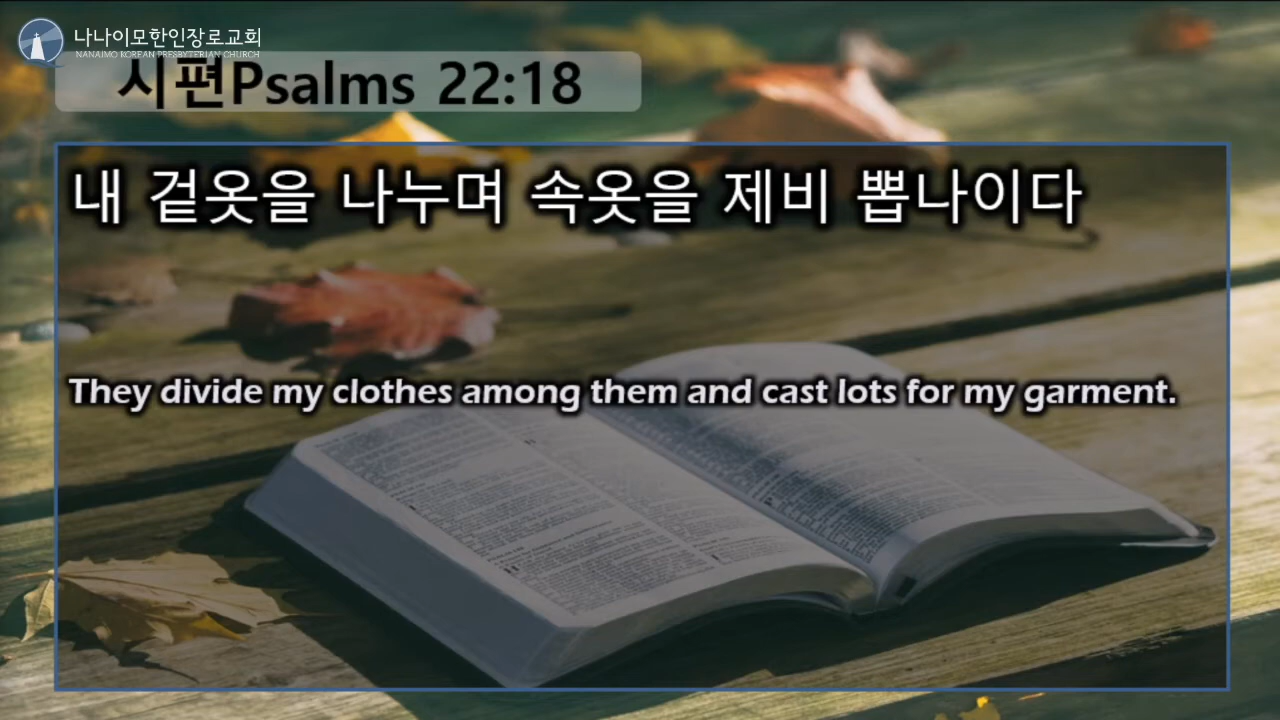 나나이모한인장로교회
NANAIMO KOREAN PRESBYTERIAN CHURCH
시편Psalms 22:18
내 겉옷을 나누며 속옷을 제비 뽑나이다
They divide my clothes among them and cast lots for my garment.